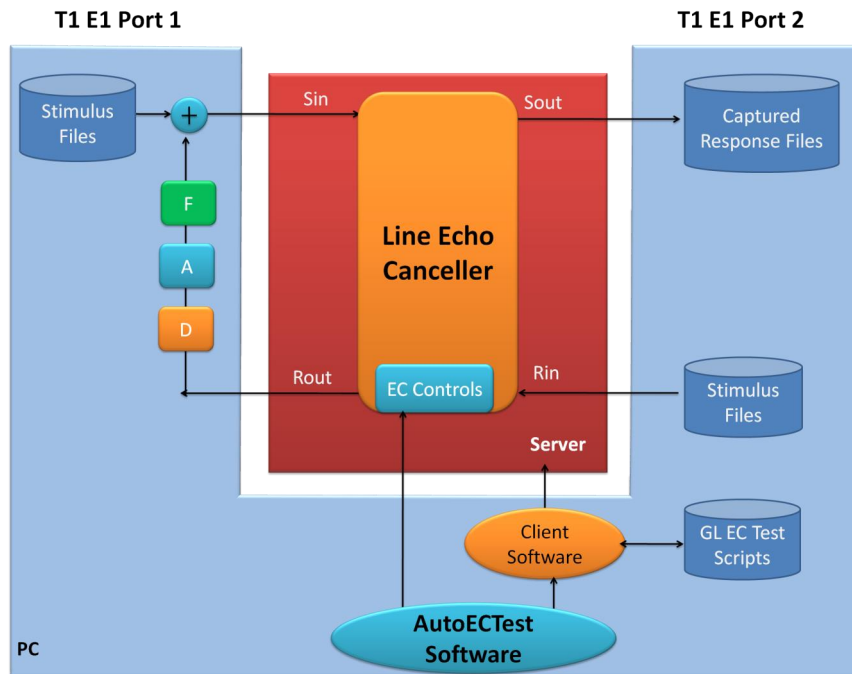 T1 E1 Port 1
T1 E1 Port 2
Stimulus
Files
+
Sin
Sout
Captured
Response Files
F
A
D
Line Echo
Canceller
Rout
EC Controls
Rin
Stimulus
Files
Server
Client
Software
GL EC Test
Scripts
AutoECTest
Software
PC